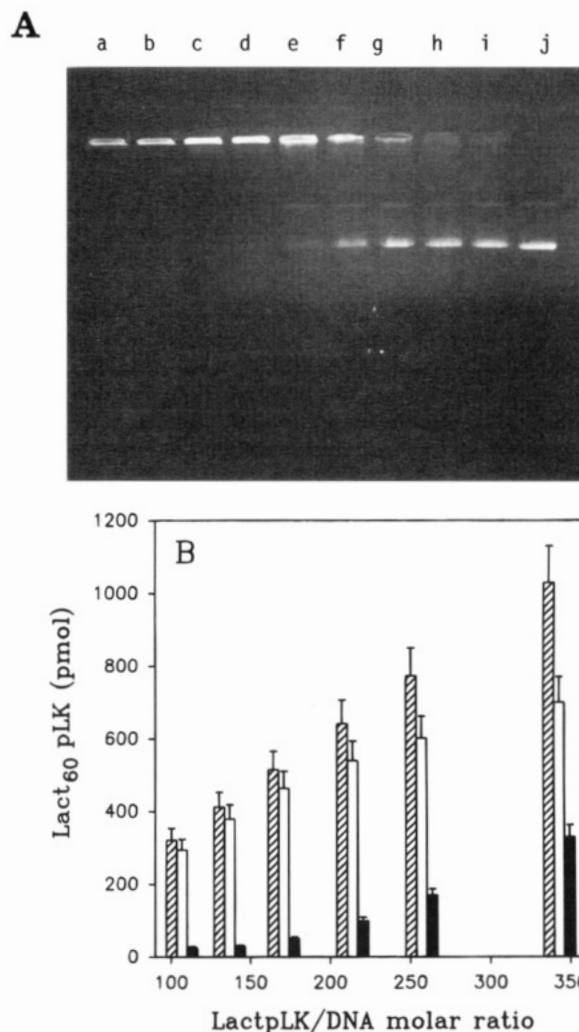 A
a b c d e f g h i j
B
1200
1000
800
600
400
200
0
Lact60 pLK (pmol)
100 150 200 250 300 350
LactpLK/DNA molar ratio